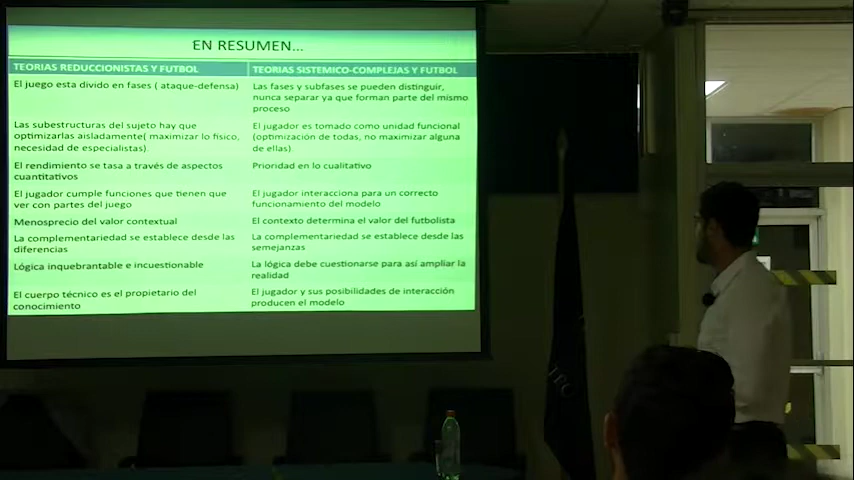 EN RESUMEN...
TEORIAS REDUCCIONISTAS Y FUTBOL
TEORIAS SISTEMICO-COMPLEJAS Y FUTBOL
El juego esta divido en fases ( ataque-defensa)
Las fases y subfases se pueden distinguir,
nunca separar ya que forman parte del mismo
proceso
Las subestructuras del sujeto hay que
optimizarlas aisladamente( maximizar lo físico,
necesidad de especialistas)
El jugador es tomado como unidad funcional
(optimización de todas, no maximizar alguna
de ellas)
El rendimiento se tasa a través de aspectos
cuantitativos
Prioridad en lo cualitativo
El jugador cumple funciones que tienen que
ver con partes del juego
El jugador interacciona para un correcto
funcionamiento del modelo
Menosprecio del valor contextual
El contexto determina el valor del futbolista
La complementariedad se establece desde las
diferencias
La complementariedad se establece desde las
semejanzas
Lógica inquebrantable e incuestionable
La lógica debe cuestionarse para así ampliar la
realidad
El cuerpo técnico es el propietario del
conocimiento
El jugador y sus posibilidades de interacción
producen el modelo